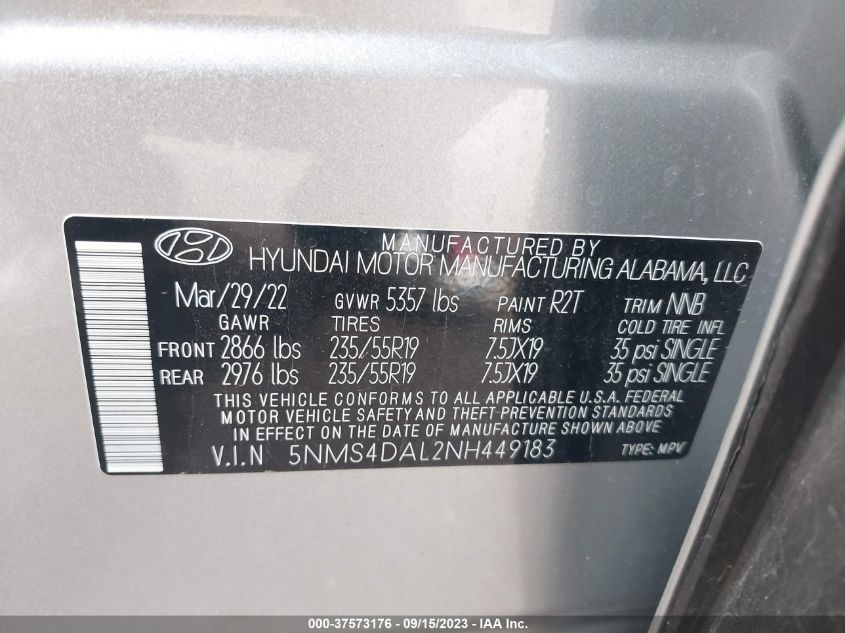 MANUFACTURED BY
HYUNDAI MOTOR MANUFACTURING ALABAMA, LLC
Mar/29/22 GVWR 5357 lbs PAINT R2T TRIM NNB
GAWR TIRES RIMS COLD TIRE INFL
FRONT 2866 lbs 235/55R19 7.5JX19 35 psi SINGLE
REAR 2976 lbs 235/55R19 7.5JX19 35 psi SINGLE
THIS VEHICLE CONFORMS TO ALL APPLICABLE U.S.A. FEDERAL
MOTOR VEHICLE SAFETY AND THEFT PREVENTION STANDARDS
IN EFFECT ON THE DATE OF MANUFACTURE SHOWN ABOVE
V.I.N 5NMS4DAL2NH449183 TYPE: MPV
000-37573176 - 09/15/2023 - IAA Inc.